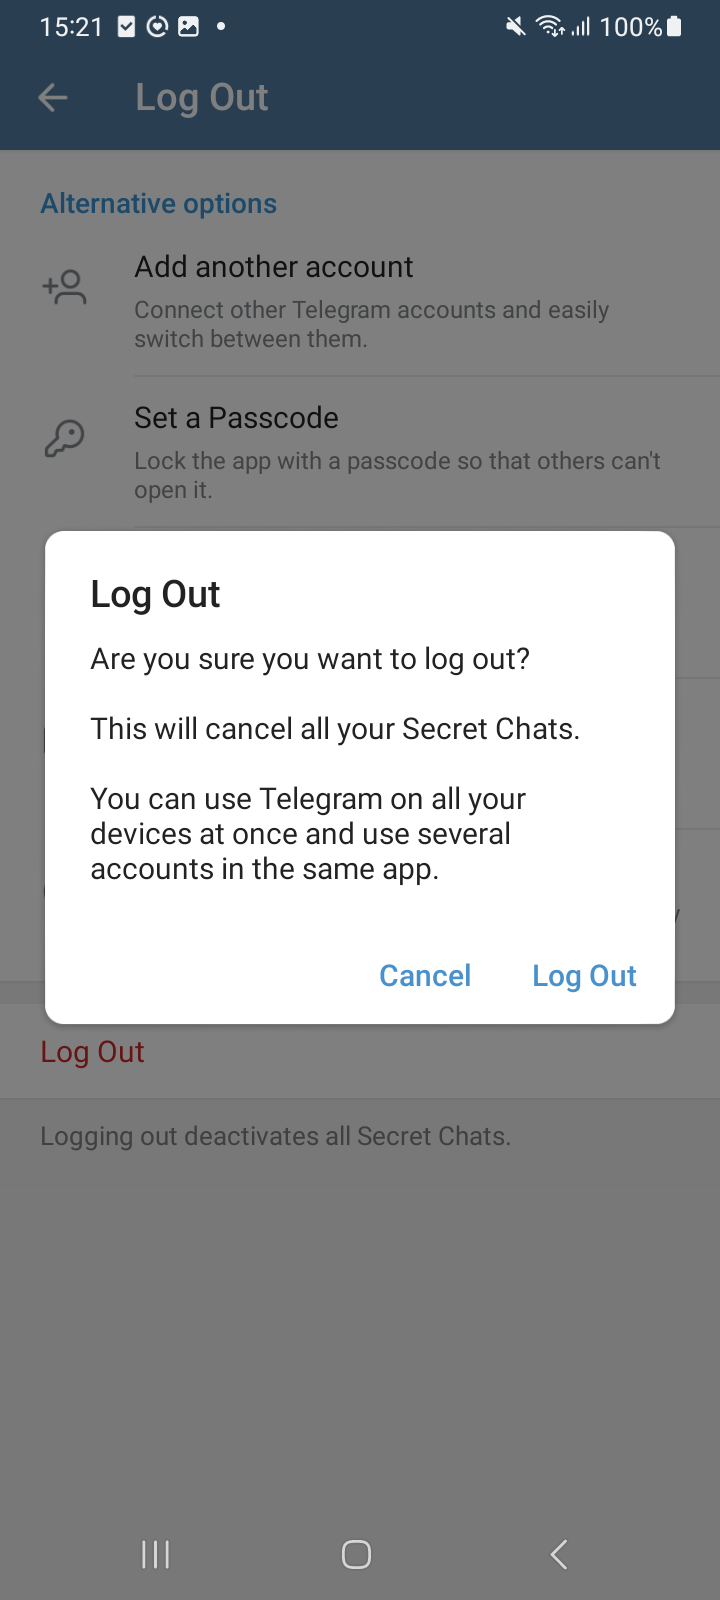 15:21
100%
Log Out
Alternative options
Add another account
Connect other Telegram accounts and easily
switch between them.
Set a Passcode
Lock the app with a passcode so that others can't
open it.
Log Out
Are you sure you want to log out?
This will cancel all your Secret Chats.
You can use Telegram on all your
devices at once and use several
accounts in the same app.
Cancel Log Out
Log Out
Logging out deactivates all Secret Chats.